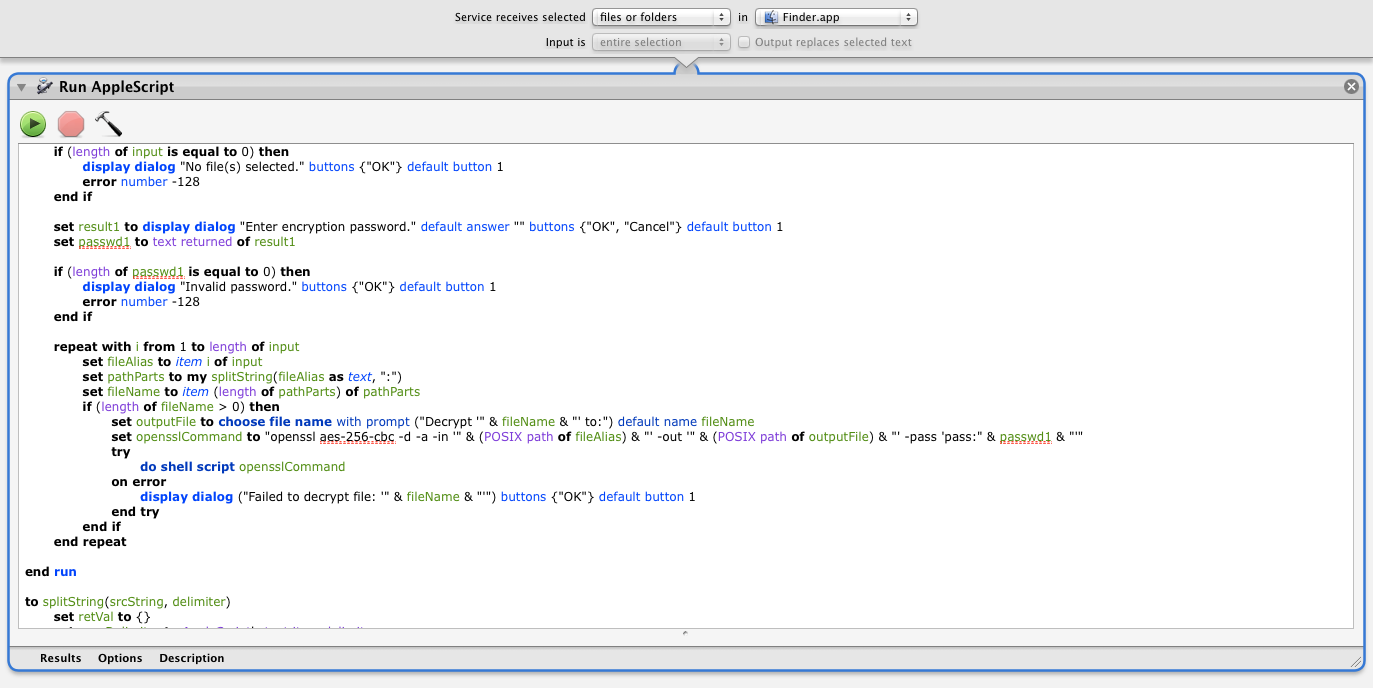 Service receives selected files or folders in Finder.app
Input is entire selection Output replaces selected text
Run AppleScript
if (length of input is equal to 0) then
display dialog "No file(s) selected." buttons {"OK"} default button 1
error number -128
end if
set result1 to display dialog "Enter encryption password." default answer "" buttons {"OK", "Cancel"} default button 1
set passwd1 to text returned of result1
if (length of passwd1 is equal to 0) then
display dialog "Invalid password." buttons {"OK"} default button 1
error number -128
end if
repeat with i from 1 to length of input
set fileAlias to item i of input
set pathParts to my splitString(fileAlias as text, ":")
set fileName to item (length of pathParts) of pathParts
if (length of fileName > 0) then
set outputFile to choose file name with prompt ("Decrypt '" & fileName & "' to:") default name fileName
set opensslCommand to "openssl aes-256-cbc -d -a -in '" & (POSIX path of fileAlias) & "' -out '" & (POSIX path of outputFile) & "' -pass 'pass:" & passwd1 & "'"
try
do shell script opensslCommand
on error
display dialog ("Failed to decrypt file: '" & fileName & "'") buttons {"OK"} default button 1
end try
end if
end repeat
end run
to splitString(srcString, delimiter)
set retVal to {}
Results Options Description